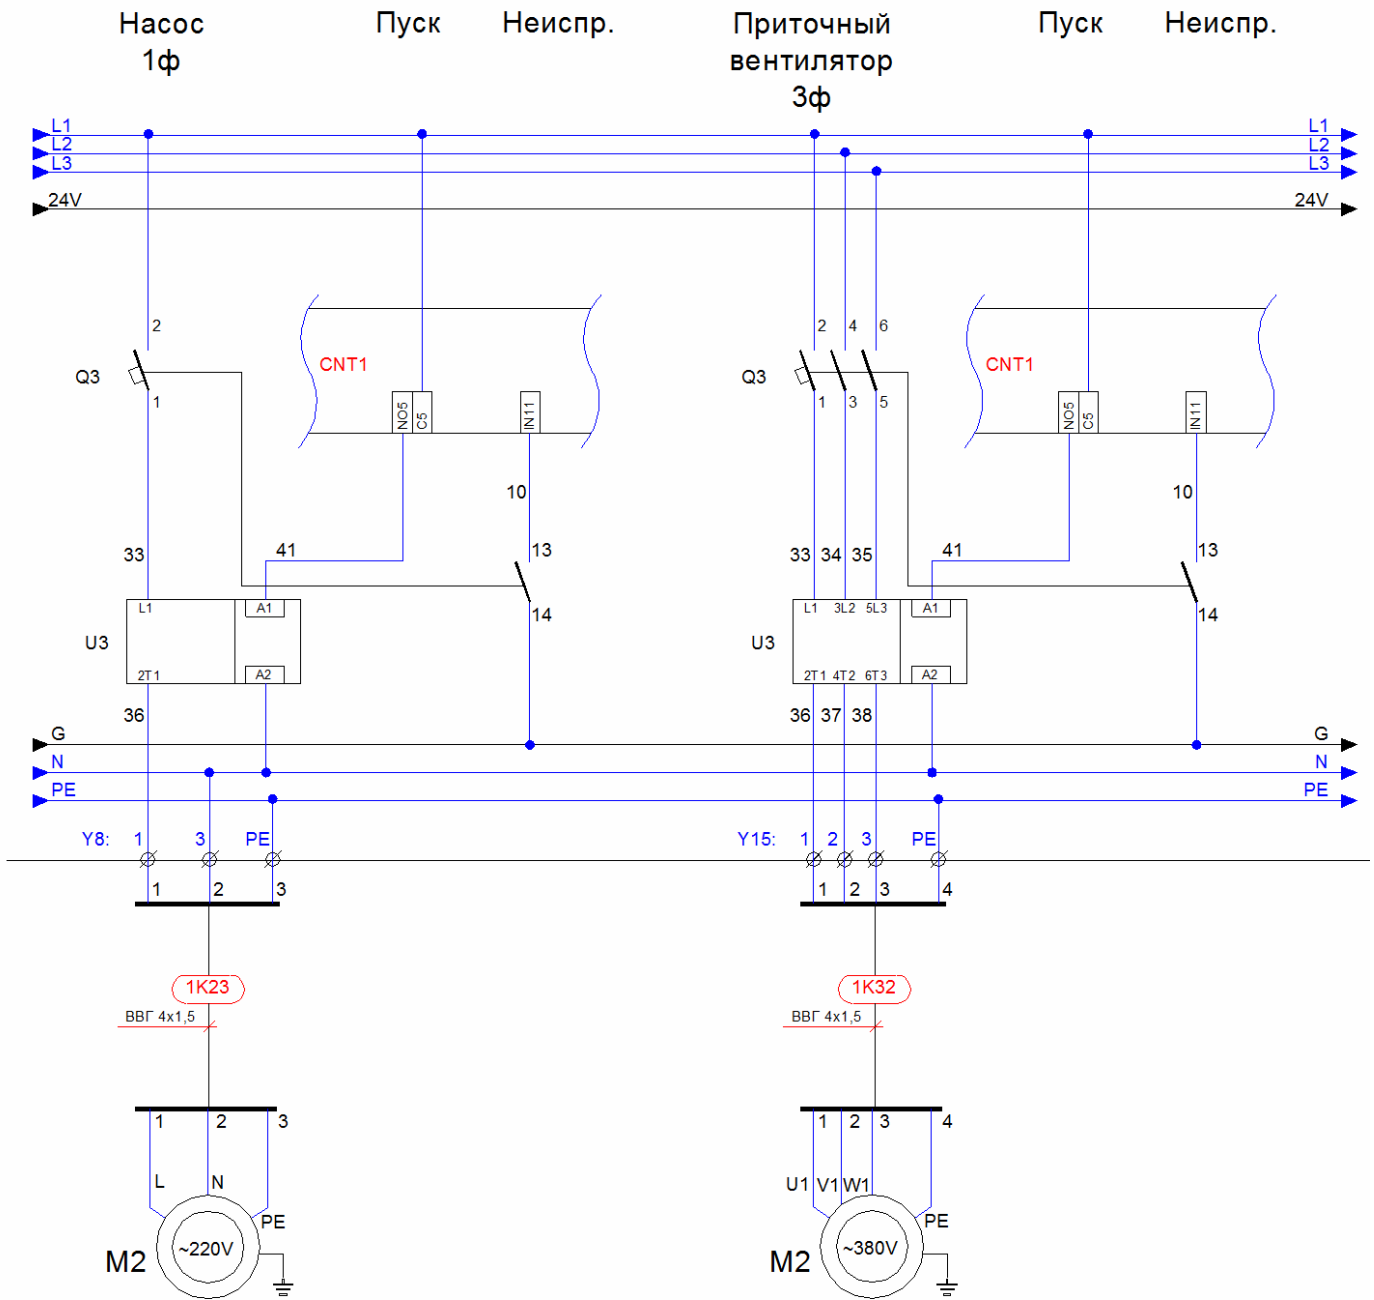 Насос Пуск Неиспр. Приточный Пуск Неиспр.
1ф вентилятор
3ф
L1 L1
L2 L2
L3 L3
24V 24V
2 2 4 6
Q3 CNT1 Q3 CNT1
1 NO5 C5 IN11 1 3 5 NO5 C5 IN11
10 10
33 41 13 33 34 35 41 13
L1 A1 14 L1 3L2 5L3 A1 14
U3 U3
2T1 A2 2T1 4T2 6T3 A2
36 36 37 38
G G
N N
PE PE
Y8: 1 3 PE Y15: 1 2 3 PE
1 2 3 1 2 3 4
1K23 1K32
ВВГ 4x1,5 ВВГ 4x1,5
1 2 3 1 2 3 4
L N U1 V1 W1
PE PE
M2 ~220V M2 ~380V